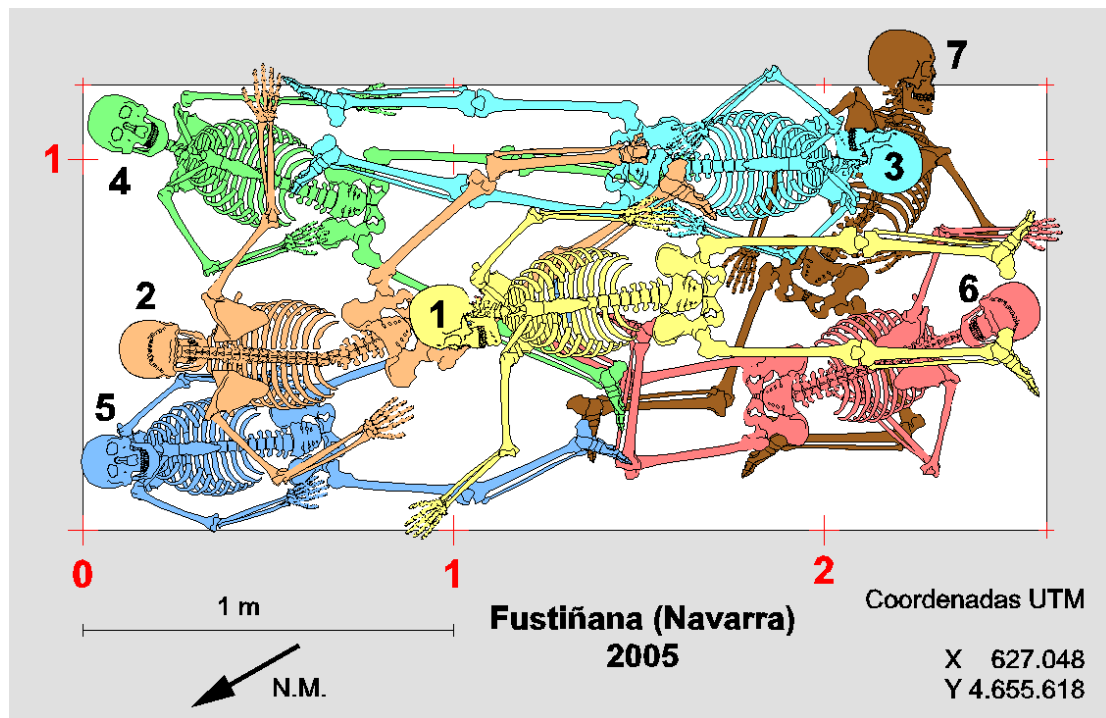 7
1
4
3
2
1
6
5
0
1
2
1 m
Fustiñana (Navarra)
2005
Coordenadas UTM
X 627.048
Y 4.655.618
N.M.